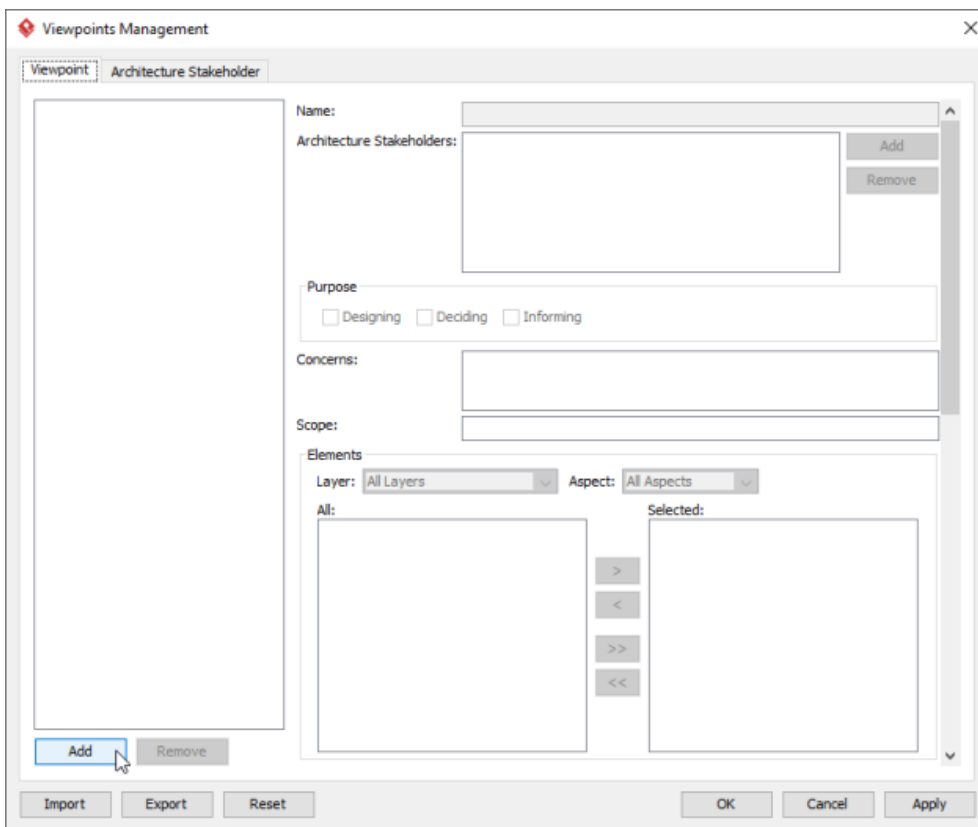 Viewpoints Management
Viewpoint Architecture Stakeholder
Name:
Architecture Stakeholders:
Add
Remove
Purpose
Designing Deciding Informing
Concerns:
Scope:
Elements
Layer: All Layers Aspect: All Aspects
All: Selected:
>
<
>>
<<
Add Remove
Import Export Reset OK Cancel Apply